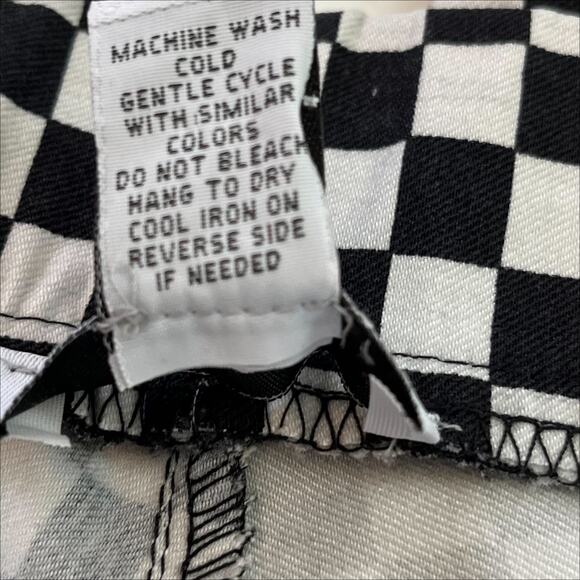 MACHINE WASH
COLD
GENTLE CYCLE
WITH SIMILAR
COLORS
DO NOT BLEACH
HANG TO DRY
COOL IRON ON
REVERSE SIDE
IF NEEDED